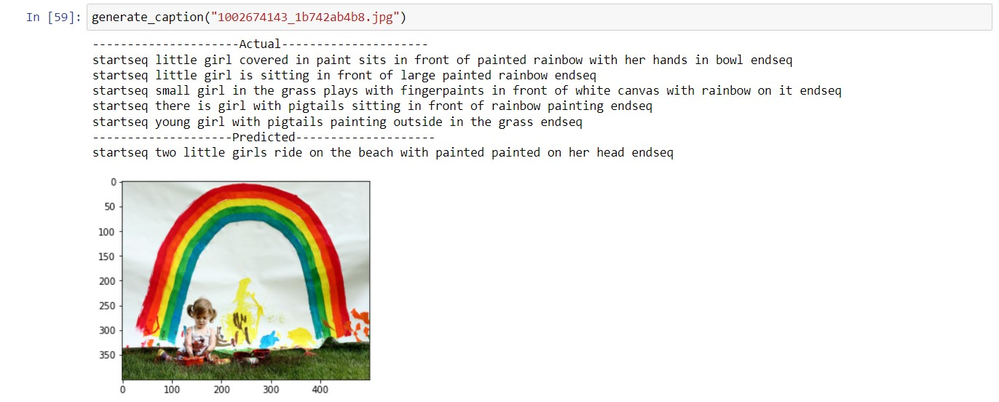 In [59]: generate_caption("1002674143_1b742ab4b8.jpg")
---------------------Actual---------------------
startseq little girl covered in paint sits in front of painted rainbow with her hands in bowl endseq
startseq little girl is sitting in front of large painted rainbow endseq
startseq small girl in the grass plays with fingerpaints in front of white canvas with rainbow on it endseq
startseq there is girl with pigtails sitting in front of rainbow painting endseq
startseq young girl with pigtails painting outside in the grass endseq
--------------------Predicted--------------------
startseq two little girls ride on the beach with painted painted on her head endseq
0
50
100
150
200
250
300
350
0 100 200 300 400